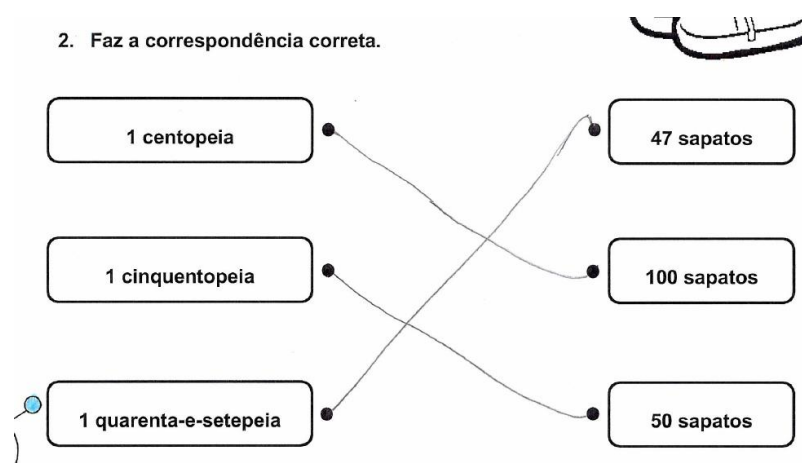 2. Faz a correspondência correta.
1 centopeia
47 sapatos
1 cinquentopeia
100 sapatos
1 quarenta-e-setepeia
50 sapatos